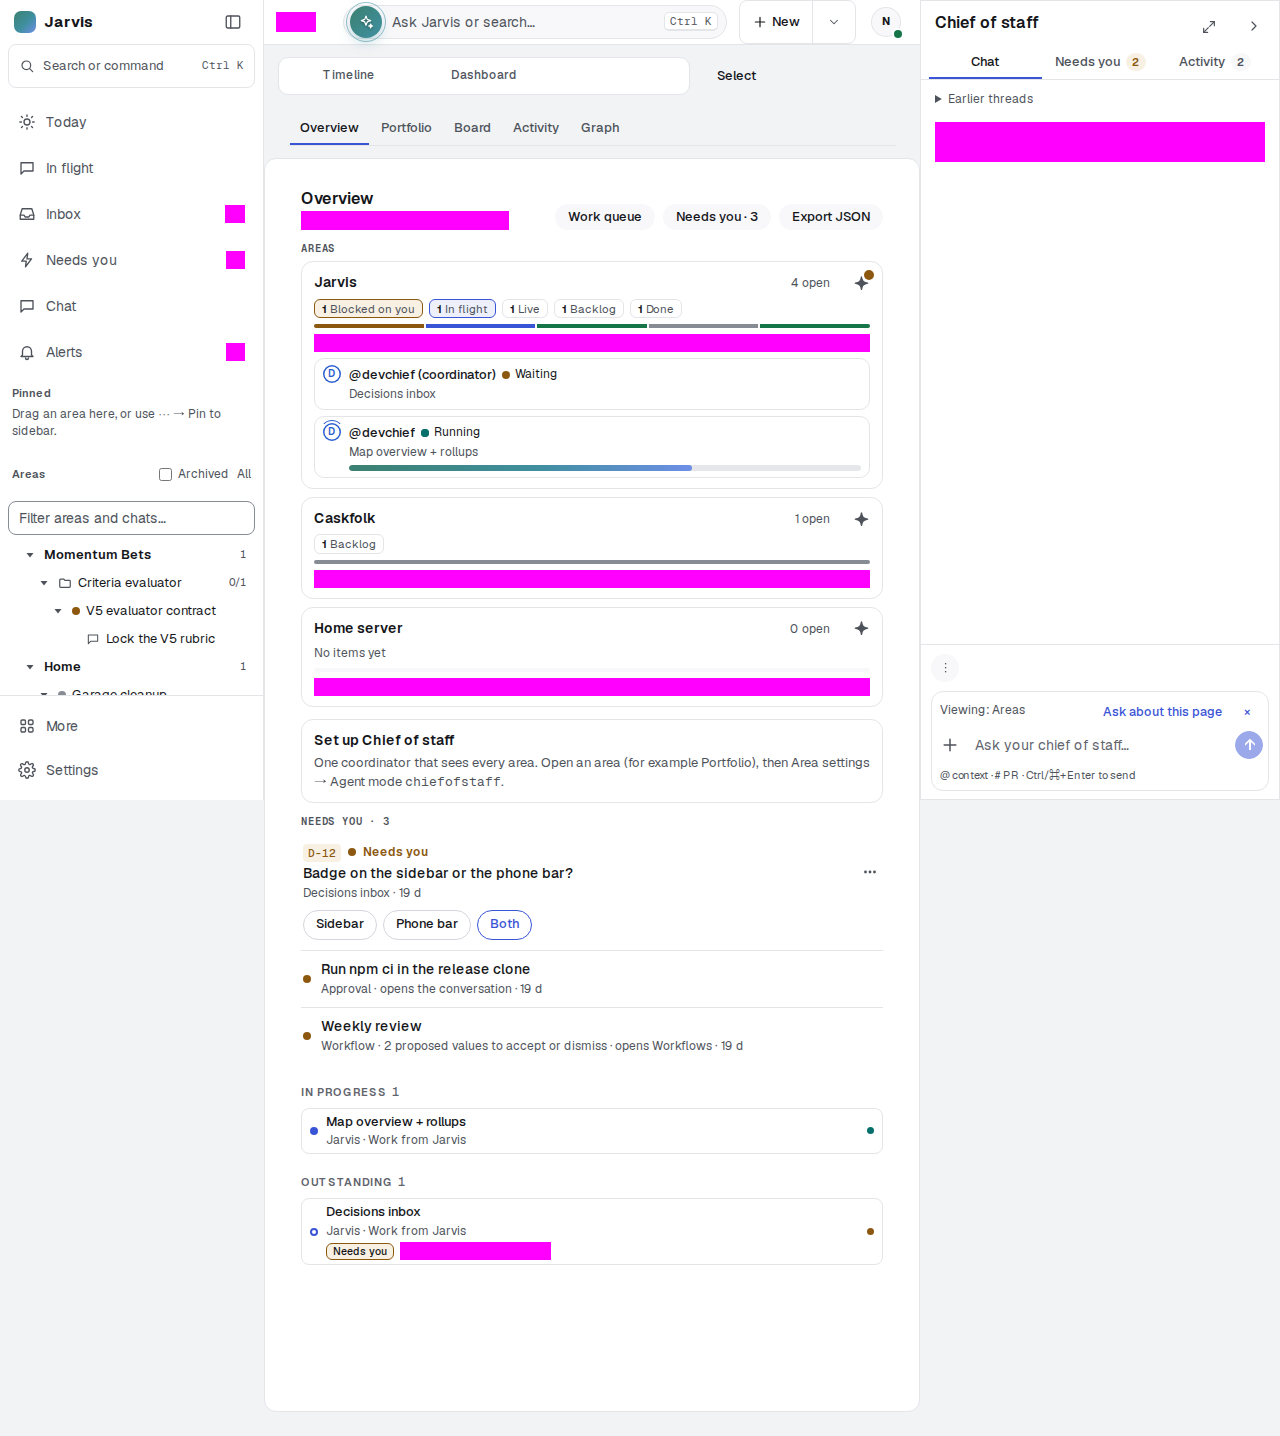 Jarvis
Search or command Ctrl K
Today
In flight
Inbox
Needs you
Chat
Alerts
Pinned
Drag an area here, or use ··· → Pin to
sidebar.
Areas Archived All
Filter areas and chats...
Momentum Bets 1
Criteria evaluator 0/1
V5 evaluator contract
Lock the V5 rubric
Home 1
Garage cleanup
More
Settings
Ask Jarvis or search... Ctrl K
New
N
Timeline Dashboard Select
Overview Portfolio Board Activity Graph
Overview
Work queue Needs you · 3 Export JSON
AREAS
Jarvis 4 open
1 Blocked on you 1 In flight 1 Live 1 Backlog 1 Done
D @devchief (coordinator) Waiting
Decisions inbox
D @devchief Running
Map overview + rollups
Caskfolk 1 open
1 Backlog
Home server 0 open
No items yet
Set up Chief of staff
One coordinator that sees every area. Open an area (for example Portfolio), then Area settings
→ Agent mode chiefofstaff.
NEEDS YOU · 3
D-12 Needs you
Badge on the sidebar or the phone bar?
Decisions inbox · 19 d
Sidebar Phone bar Both
Run npm ci in the release clone
Approval · opens the conversation · 19 d
Weekly review
Workflow · 2 proposed values to accept or dismiss · opens Workflows · 19 d
IN PROGRESS 1
Map overview + rollups
Jarvis · Work from Jarvis
OUTSTANDING 1
Decisions inbox
Jarvis · Work from Jarvis
Needs you
Chief of staff
Chat Needs you 2 Activity 2
Earlier threads
Viewing: Areas Ask about this page ×
Ask your chief of staff...
@ context · # PR · Ctrl/⌘+Enter to send